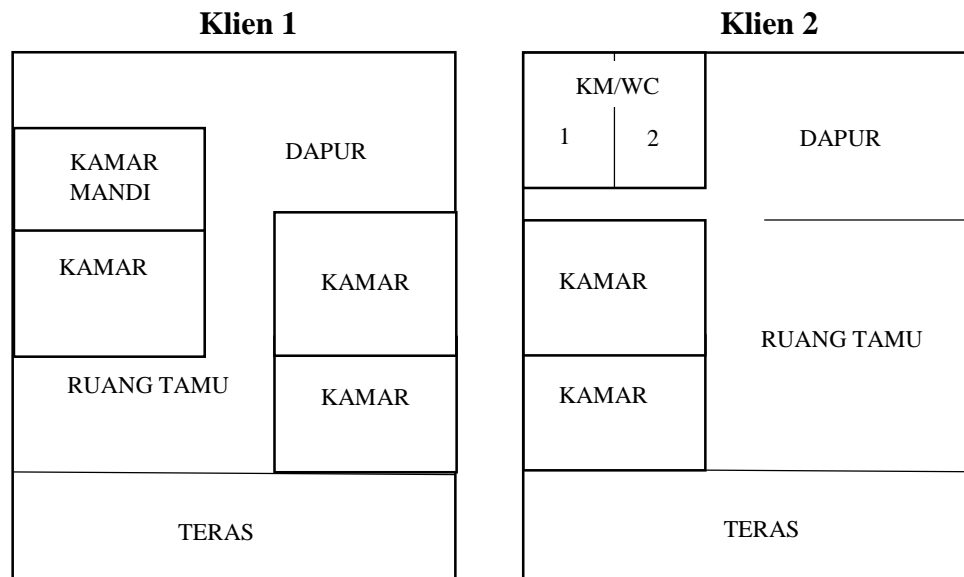 Klien 1
DAPUR
KAMAR
MANDI
KAMAR
KAMAR
RUANG TAMU
KAMAR
TERAS
Klien 2
KM/WC
1
2
DAPUR
KAMAR
RUANG TAMU
KAMAR
TERAS